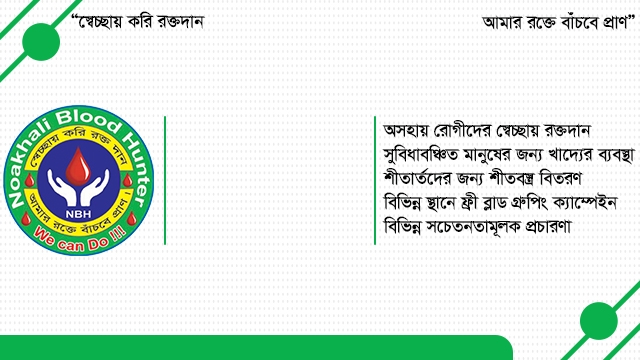 “স্বেচ্ছায় করি রক্তদান
আমার রক্তে বাঁচবে প্রাণ”
Noakhali Blood Hunter
স্বেচ্ছায় করি রক্ত দান
NBH
আমার রক্তে বাঁচবে প্রাণ।
We can Do !!!
অসহায় রোগীদের স্বেচ্ছায় রক্তদান
সুবিধাবঞ্চিত মানুষের জন্য খাদ্যের ব্যবস্থা
শীতার্তদের জন্য শীতবস্ত্র বিতরণ
বিভিন্ন স্থানে ফ্রী ব্লাড গ্রুপিং ক্যাম্পেইন
বিভিন্ন সচেতনতামূলক প্রচারণা